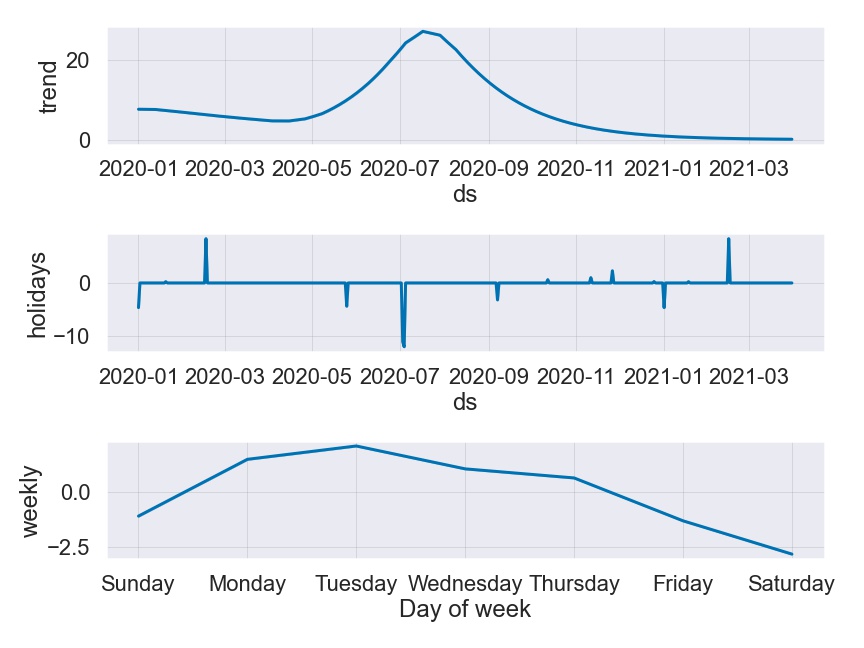 trend
20
0
2020-01 2020-03 2020-05 2020-07 2020-09 2020-11 2021-01 2021-03
ds
holidays
0
−10
2020-01 2020-03 2020-05 2020-07 2020-09 2020-11 2021-01 2021-03
ds
weekly
0.0
−2.5
Sunday Monday Tuesday Wednesday Thursday Friday Saturday
Day of week